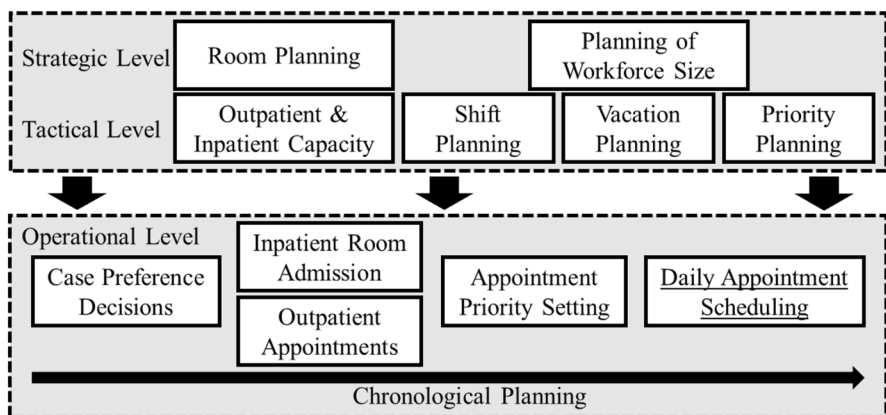 Strategic Level
Room Planning
Planning of
Workforce Size
Tactical Level
Outpatient &
Inpatient Capacity
Shift
Planning
Vacation
Planning
Priority
Planning
Operational Level
Case Preference
Decisions
Inpatient Room
Admission
Outpatient
Appointments
Appointment
Priority Setting
Daily Appointment
Scheduling
Chronological Planning